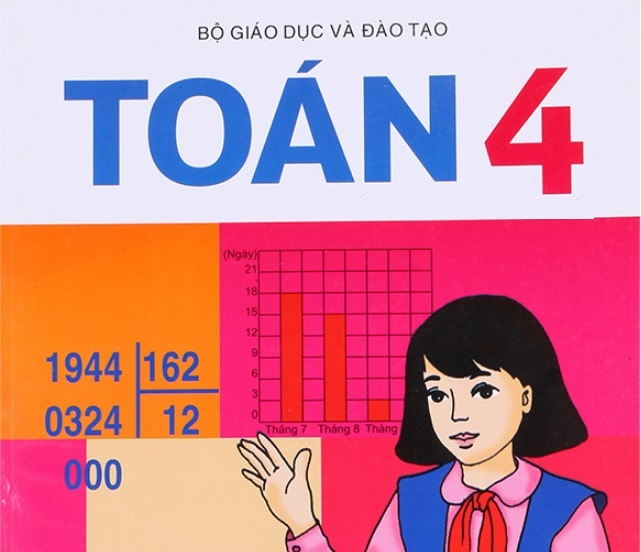 BỘ GIÁO DỤC VÀ ĐÀO TẠO
TOÁN 4
(Ngày)
21
18
15
12
9
6
3
0
Tháng 7 Tháng 8 Tháng
1944 162
0324 12
000